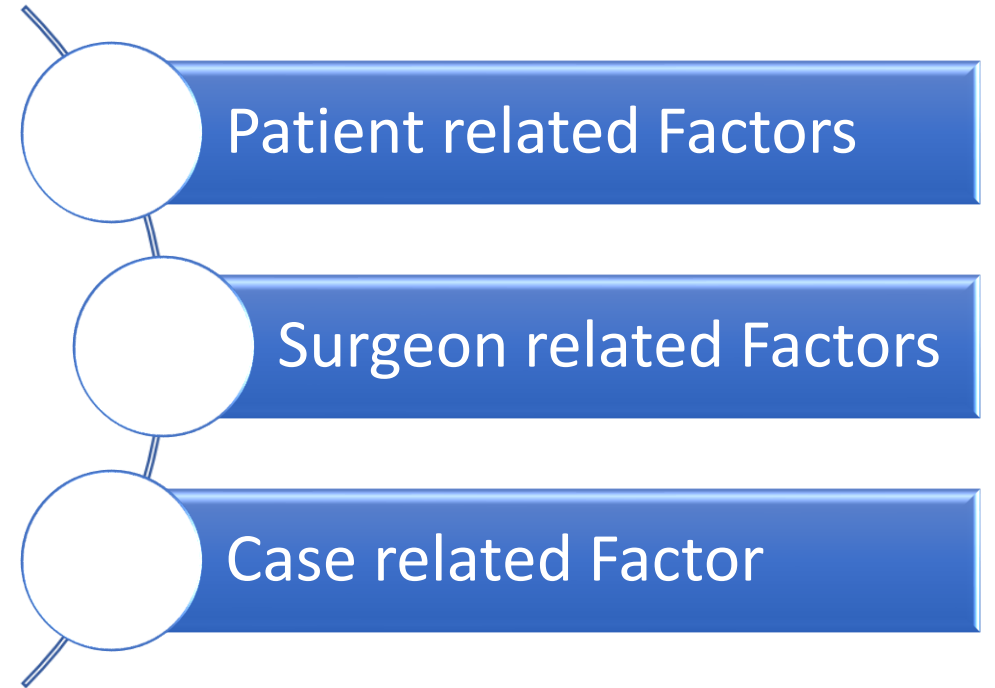 Patient related Factors
Surgeon related Factors
Case related Factor